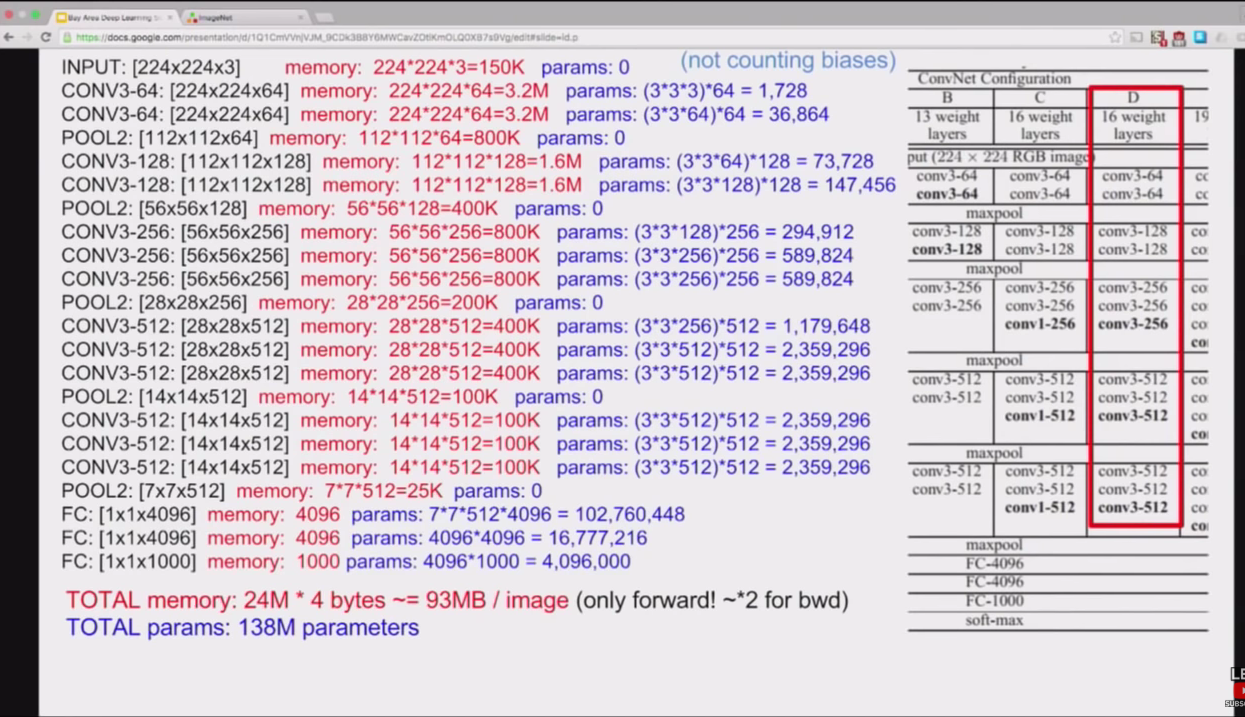 Bay Area Deep Learning S
ImageNet
https://docs.google.com/presentation/d/1Q1CmVVnjVJM_9CDk3B8Y6MWCavZOtlKmOLQ0X87s9Vg/edit#slide=id.p
INPUT: [224x224x3] memory: 224*224*3=150K params: 0 (not counting biases)
CONV3-64: [224x224x64] memory: 224*224*64=3.2M params: (3*3*3)*64 = 1,728
CONV3-64: [224x224x64] memory: 224*224*64=3.2M params: (3*3*64)*64 = 36,864
POOL2: [112x112x64] memory: 112*112*64=800K params: 0
CONV3-128: [112x112x128] memory: 112*112*128=1.6M params: (3*3*64)*128 = 73,728
CONV3-128: [112x112x128] memory: 112*112*128=1.6M params: (3*3*128)*128 = 147,456
POOL2: [56x56x128] memory: 56*56*128=400K params: 0
CONV3-256: [56x56x256] memory: 56*56*256=800K params: (3*3*128)*256 = 294,912
CONV3-256: [56x56x256] memory: 56*56*256=800K params: (3*3*256)*256 = 589,824
CONV3-256: [56x56x256] memory: 56*56*256=800K params: (3*3*256)*256 = 589,824
POOL2: [28x28x256] memory: 28*28*256=200K params: 0
CONV3-512: [28x28x512] memory: 28*28*512=400K params: (3*3*256)*512 = 1,179,648
CONV3-512: [28x28x512] memory: 28*28*512=400K params: (3*3*512)*512 = 2,359,296
CONV3-512: [28x28x512] memory: 28*28*512=400K params: (3*3*512)*512 = 2,359,296
POOL2: [14x14x512] memory: 14*14*512=100K params: 0
CONV3-512: [14x14x512] memory: 14*14*512=100K params: (3*3*512)*512 = 2,359,296
CONV3-512: [14x14x512] memory: 14*14*512=100K params: (3*3*512)*512 = 2,359,296
CONV3-512: [14x14x512] memory: 14*14*512=100K params: (3*3*512)*512 = 2,359,296
POOL2: [7x7x512] memory: 7*7*512=25K params: 0
FC: [1x1x4096] memory: 4096 params: 7*7*512*4096 = 102,760,448
FC: [1x1x4096] memory: 4096 params: 4096*4096 = 16,777,216
FC: [1x1x1000] memory: 1000 params: 4096*1000 = 4,096,000
TOTAL memory: 24M * 4 bytes ~= 93MB / image (only forward! ~*2 for bwd)
TOTAL params: 138M parameters
ConvNet Configuration
B C D
13 weight 16 weight 16 weight 19
layers layers layers
put (224 × 224 RGB image)
conv3-64 conv3-64 conv3-64 cc
conv3-64 conv3-64 conv3-64 cc
maxpool
conv3-128 conv3-128 conv3-128 co
conv3-128 conv3-128 conv3-128 co
maxpool
conv3-256 conv3-256 conv3-256 co
conv3-256 conv3-256 conv3-256 co
conv1-256 conv3-256 co
co
maxpool
conv3-512 conv3-512 conv3-512 co
conv3-512 conv3-512 conv3-512 co
conv1-512 conv3-512 co
co
maxpool
conv3-512 conv3-512 conv3-512 co
conv3-512 conv3-512 conv3-512 co
conv1-512 conv3-512 co
co
maxpool
FC-4096
FC-4096
FC-1000
soft-max
LE
SUBSC